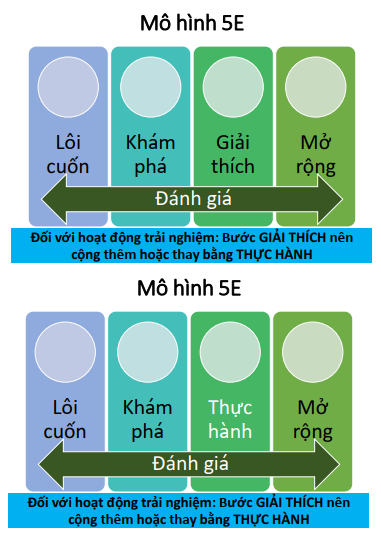 Mô hình 5E
Lôi cuốn
Khám phá
Giải thích
Mở rộng
Đánh giá
Đối với hoạt động trải nghiệm: Bước GIẢI THÍCH nên
cộng thêm hoặc thay bằng THỰC HÀNH
Mô hình 5E
Lôi cuốn
Khám phá
Thực hành
Mở rộng
Đánh giá
Đối với hoạt động trải nghiệm: Bước GIẢI THÍCH nên
cộng thêm hoặc thay bằng THỰC HÀNH